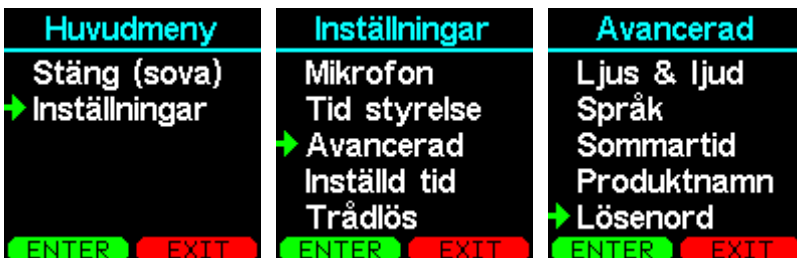 Huvudmeny
Stäng (sova)
Inställningar
ENTER EXIT
Inställningar
Mikrofon
Tid styrelse
Avancerad
Inställd tid
Trådlös
ENTER EXIT
Avancerad
Ljus & ljud
Språk
Sommartid
Produktnamn
Lösenord
ENTER EXIT